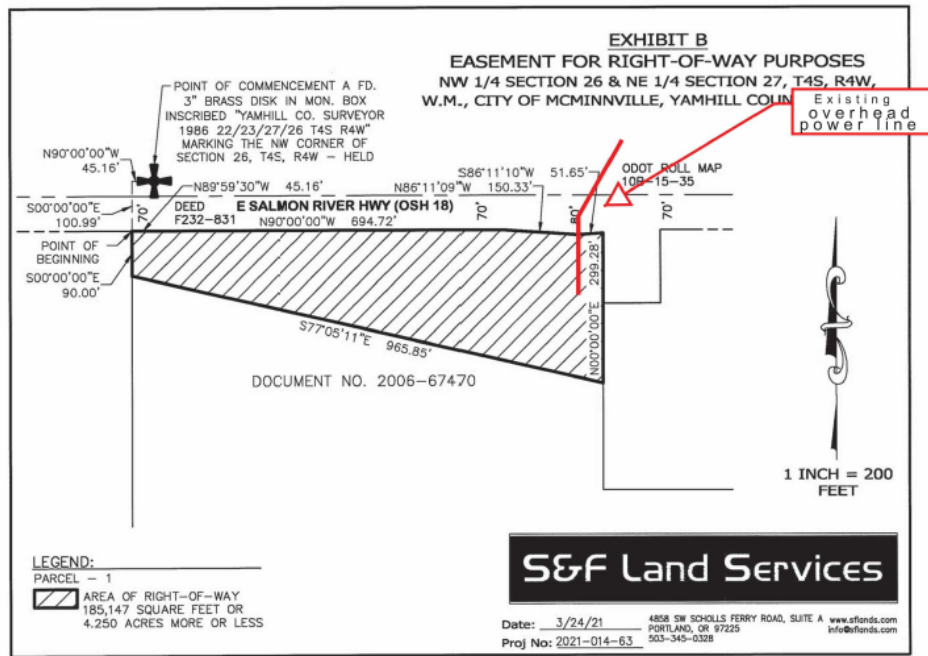 EXHIBIT B
EASEMENT FOR RIGHT-OF-WAY PURPOSES
NW 1/4 SECTION 26 & NE 1/4 SECTION 27, T4S, R4W,
W.M., CITY OF MCMINNVILLE, YAMHILL COUN
Existing
overhead
power line
POINT OF COMMENCEMENT A FD.
3" BRASS DISK IN MON. BOX
INSCRIBED "YAMHILL CO. SURVEYOR
1986 22/23/27/26 T4S R4W"
MARKING THE NW CORNER OF
SECTION 26, T4S, R4W – HELD
N90°00'00"W
45.16'
N89°59'30"W 45.16'
N86°11'09"W 150.33'
S86°11'10"W 51.65'
ODOT ROLL MAP
10B-15-35
S00°00'00"E
100.99'
70'
DEED
F232-831
E SALMON RIVER HWY (OSH 18)
N90°00'00"W 694.72'
70'
80'
70'
POINT OF
BEGINNING
S00°00'00"E
90.00'
S77°05'11"E 965.85'
N00°00'00"E 299.28'
DOCUMENT NO. 2006-67470
1 INCH = 200
FEET
LEGEND:
PARCEL – 1
AREA OF RIGHT-OF-WAY
185,147 SQUARE FEET OR
4.250 ACRES MORE OR LESS
S&F Land Services
Date: 3/24/21
Proj No: 2021-014-63
4858 SW SCHOLLS FERRY ROAD, SUITE A
PORTLAND, OR 97225
503-345-0328
www.sflands.com
info@sflands.com